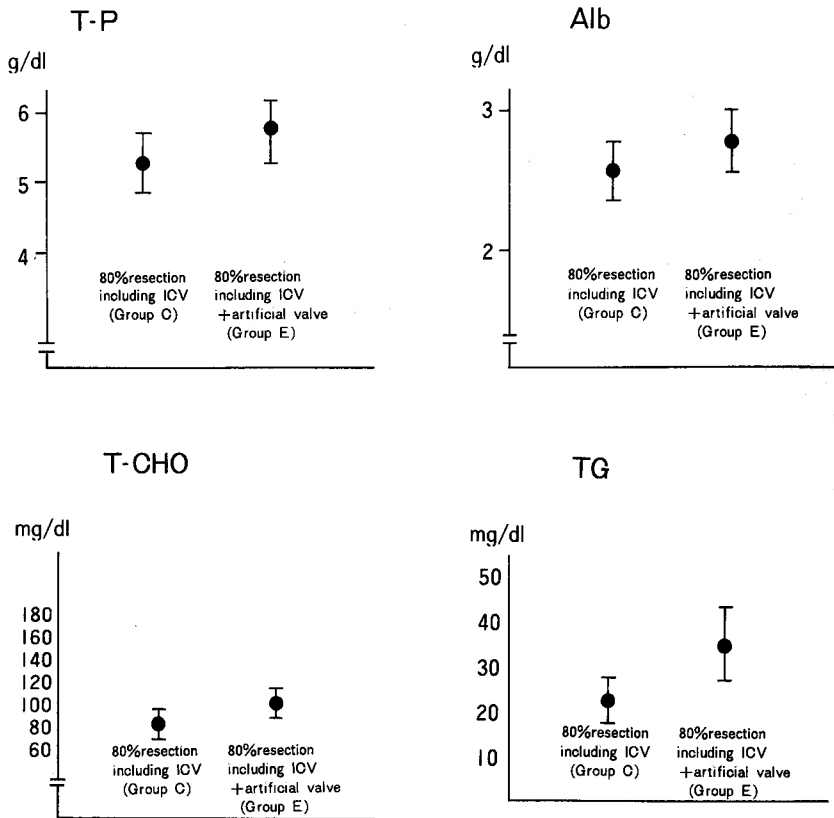 T-P
g/dl
6
5
4
80%resection
including ICV
(Group C)
80%resection
including ICV
+artificial valve
(Group E)
Alb
g/dl
3
2
80%resection
including ICV
(Group C)
80%resection
including ICV
+artificial valve
(Group E)
T-CHO
mg/dl
180
160
140
120
100
80
60
80%resection
including ICV
(Group C)
80%resection
including ICV
+artificial valve
(Group E)
TG
mg/dl
50
40
30
20
10
80%resection
including ICV
(Group C)
80%resection
including ICV
+artificial valve
(Group E)